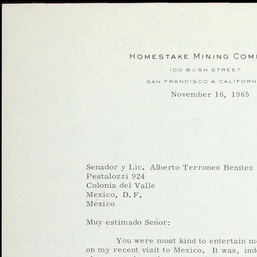 HOMESTAKE MINING COM
100 BUSH STREET
SAN FRANCISCO 4, CALIFORN
November 16, 1965
Senador y Lic. Alberto Terrones Benitez
Pestalozzi 924
Colonia del Valle
Mexico, D. F.
Mexico
Muy estimado Señor:
You were most kind to entertain m
on my recent visit to Mexico. It was, ind